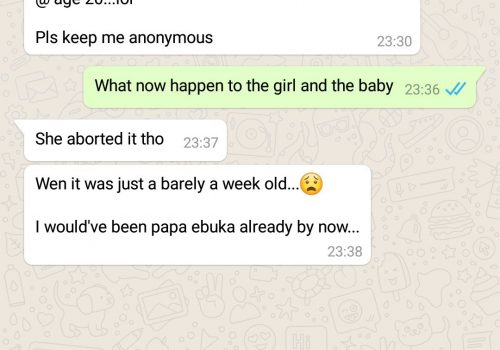 @ age 20...lol
Pls keep me anonymous
23:30
What now happen to the girl and the baby 23:36
She aborted it tho 23:37
Wen it was just a barely a week old...😧
I would've been papa ebuka already by now...
23:38